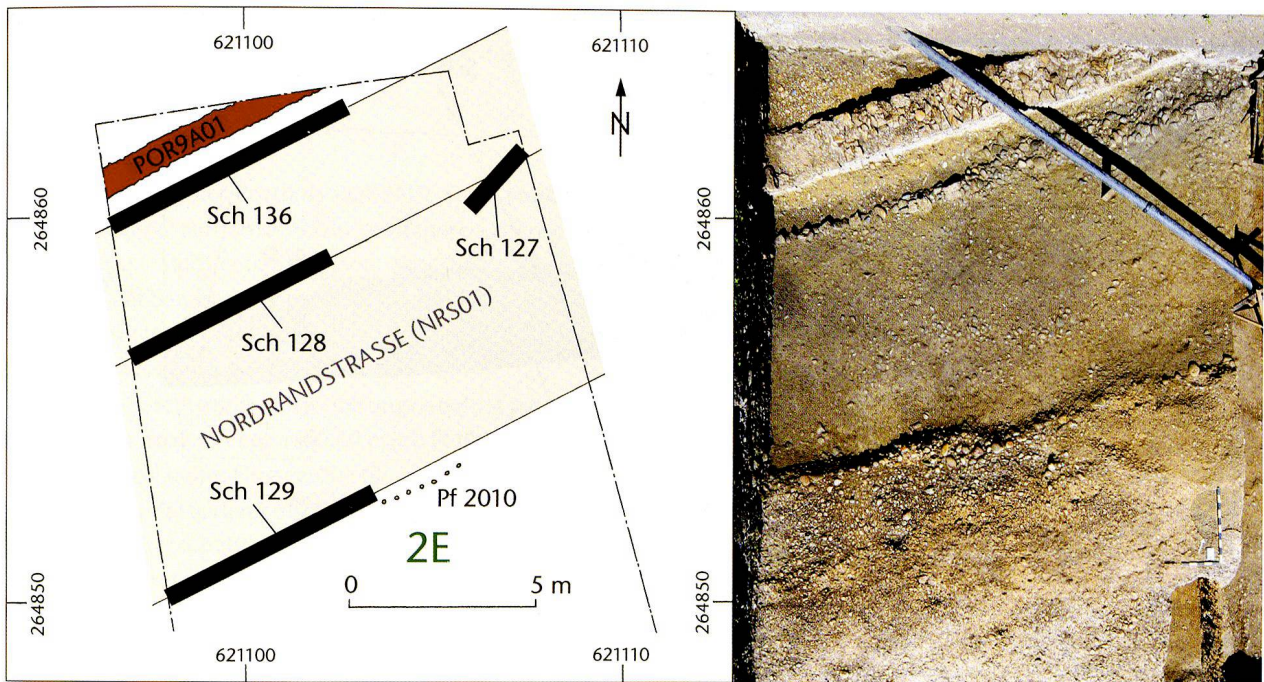 621100
621110
POR9A01
N
264860
264860
Sch 136
Sch 127
Sch 128
NORDRANDSTRASSE (NRS01)
Sch 129
Pf 2010
2E
0 5 m
264850
264850
621100
621110